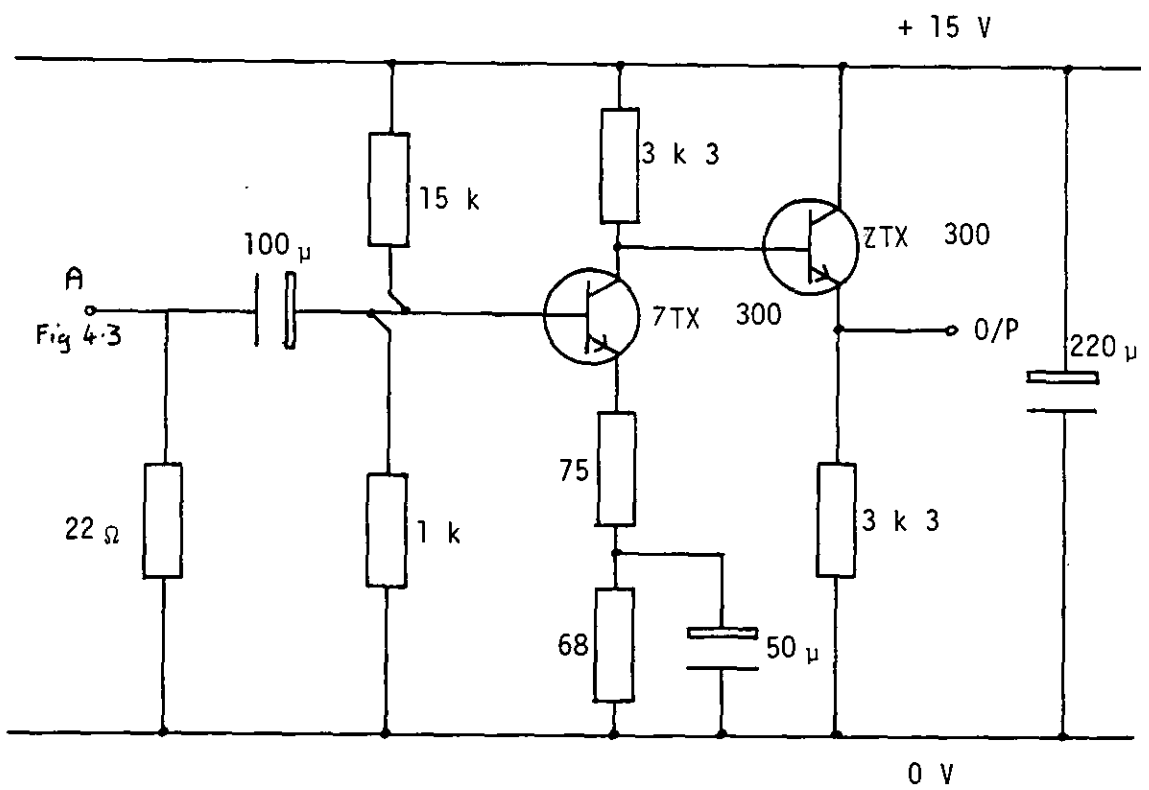 + 15 V
3 k 3
15 k
100 μ
ZTX 300
A
7TX 300
Fig 4.3
O/P
220 μ
75
22 Ω
1 k
3 k 3
68
50 μ
0 V